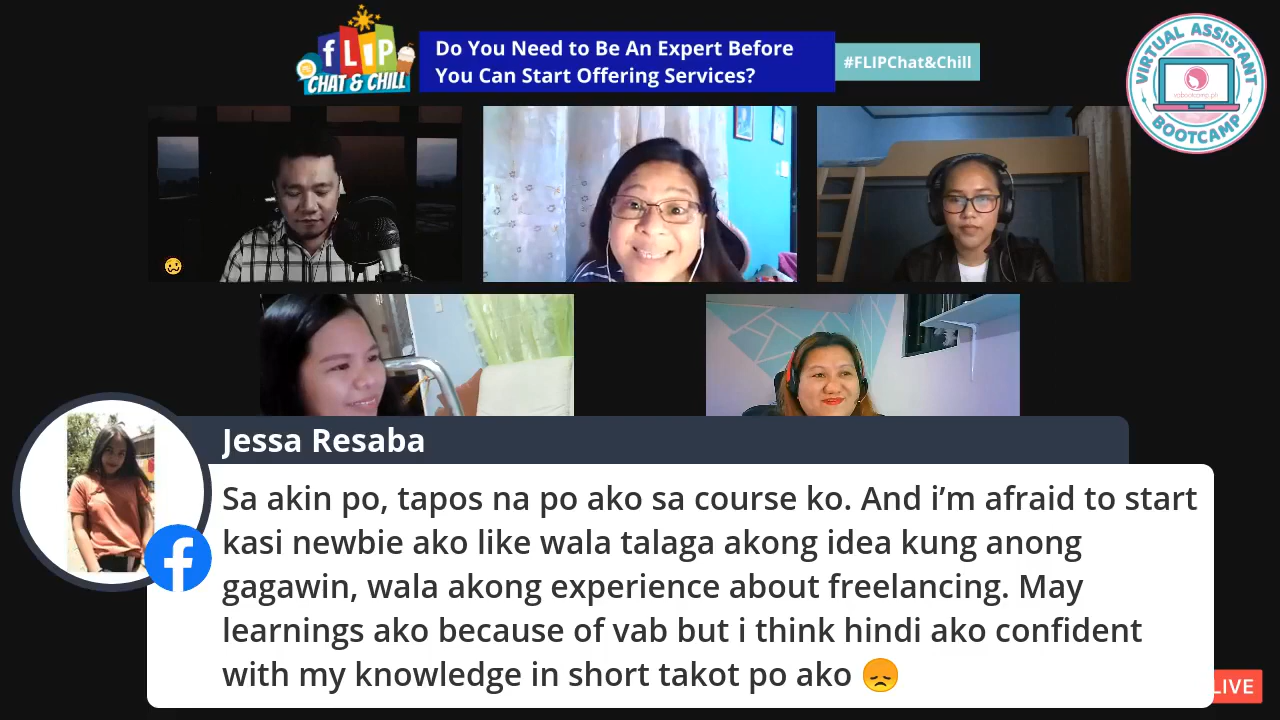 fLIP
CHAT & CHILL
Do You Need to Be An Expert Before
You Can Start Offering Services?
#FLIPChat&Chill
VIRTUAL ASSISTANT
vabootcamp.ph
BOOTCAMP
Jessa Resaba
Sa akin po, tapos na po ako sa course ko. And i’m afraid to start
kasi newbie ako like wala talaga akong idea kung anong
gagawin, wala akong experience about freelancing. May
learnings ako because of vab but i think hindi ako confident
with my knowledge in short takot po ako 😞
LIVE